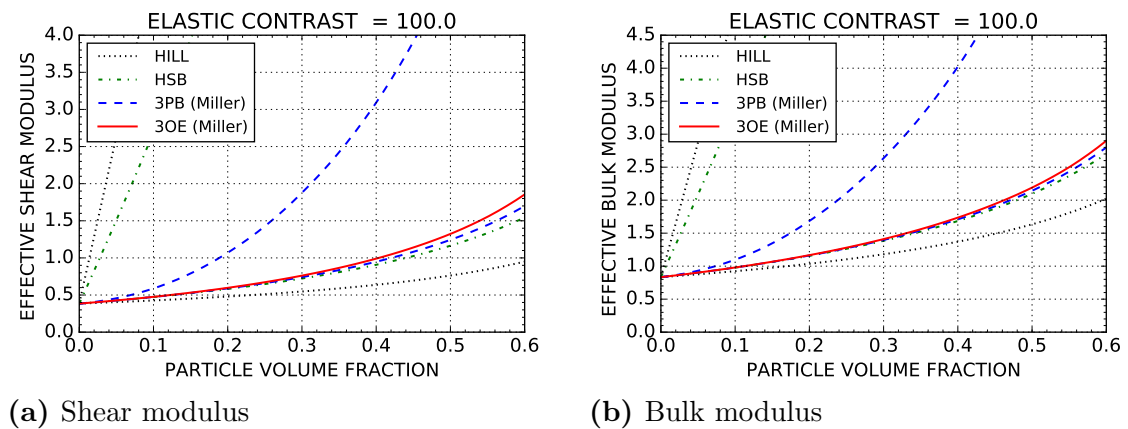 ELASTIC CONTRAST = 100.0
EFFECTIVE SHEAR MODULUS
4.0
3.5
3.0
2.5
2.0
1.5
1.0
0.5
0.0
HILL
HSB
3PB (Miller)
3OE (Miller)
0.0 0.1 0.2 0.3 0.4 0.5 0.6
PARTICLE VOLUME FRACTION
(a) Shear modulus
ELASTIC CONTRAST = 100.0
EFFECTIVE BULK MODULUS
4.5
4.0
3.5
3.0
2.5
2.0
1.5
1.0
0.5
0.0
HILL
HSB
3PB (Miller)
3OE (Miller)
0.0 0.1 0.2 0.3 0.4 0.5 0.6
PARTICLE VOLUME FRACTION
(b) Bulk modulus